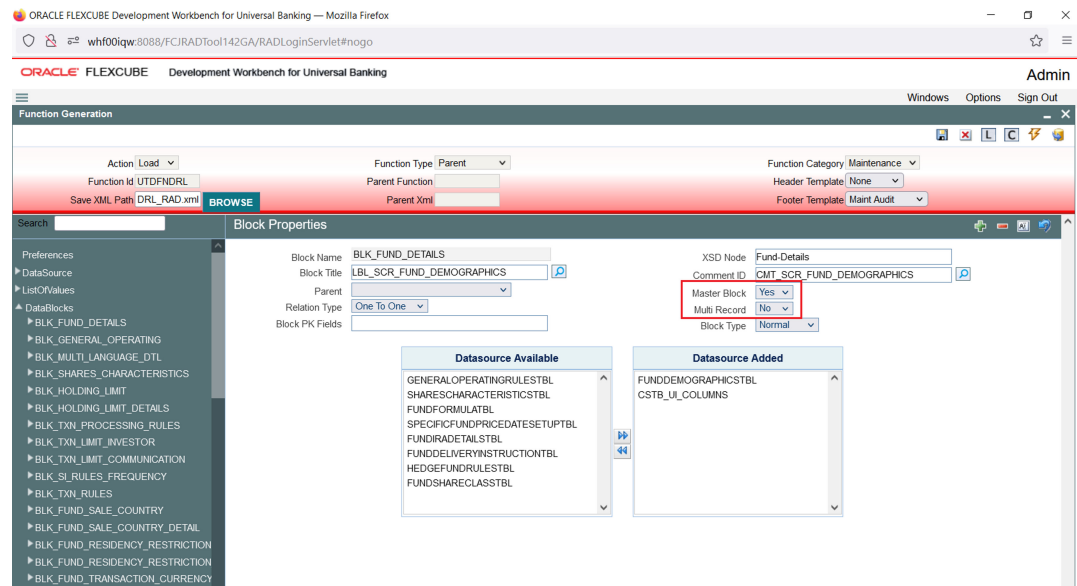 ORACLE FLEXCUBE Development Workbench for Universal Banking — Mozilla Firefox
whf00iqw:8088/FCJRADTool142GA/RADLoginServlet#nogo
ORACLE FLEXCUBE Development Workbench for Universal Banking
Admin
Windows Options Sign Out
Function Generation
L C
Action Load Function Type Parent Function Category Maintenance
Function Id UTDFNDRL Parent Function Header Template None
Save XML Path DRL_RAD.xml BROWSE Parent Xml Footer Template Maint Audit
Search
Block Properties
Preferences
DataSource
ListOfValues
DataBlocks
BLK_FUND_DETAILS
BLK_GENERAL_OPERATING
BLK_MULTI_LANGUAGE_DTL
BLK_SHARES_CHARACTERISTICS
BLK_HOLDING_LIMIT
BLK_HOLDING_LIMIT_DETAILS
BLK_TXN_PROCESSING_RULES
BLK_TXN_LIMIT_INVESTOR
BLK_TXN_LIMIT_COMMUNICATION
BLK_SI_RULES_FREQUENCY
BLK_TXN_RULES
BLK_FUND_SALE_COUNTRY
BLK_FUND_SALE_COUNTRY_DETAIL
BLK_FUND_RESIDENCY_RESTRICTION
BLK_FUND_RESIDENCY_RESTRICTION
BLK_FUND_TRANSACTION_CURRENCY
Block Name BLK_FUND_DETAILS
Block Title LBL_SCR_FUND_DEMOGRAPHICS
Parent
Relation Type One To One
Block PK Fields
XSD Node Fund-Details
Comment ID CMT_SCR_FUND_DEMOGRAPHICS
Master Block Yes
Multi Record No
Block Type Normal
Datasource Available
GENERALOPERATINGRULESTBL
SHARESCHARACTERISTICSTBL
FUNDFORMULATBL
SPECIFICFUNDPRICEDATESETUPTBL
FUNDIRADETAILSTBL
FUNDDELIVERYINSTRUCTIONTBL
HEDGEFUNDRULESTBL
FUNDSHARECLASSTBL
Datasource Added
FUNDDEMOGRAPHICSTBL
CSTB_UI_COLUMNS